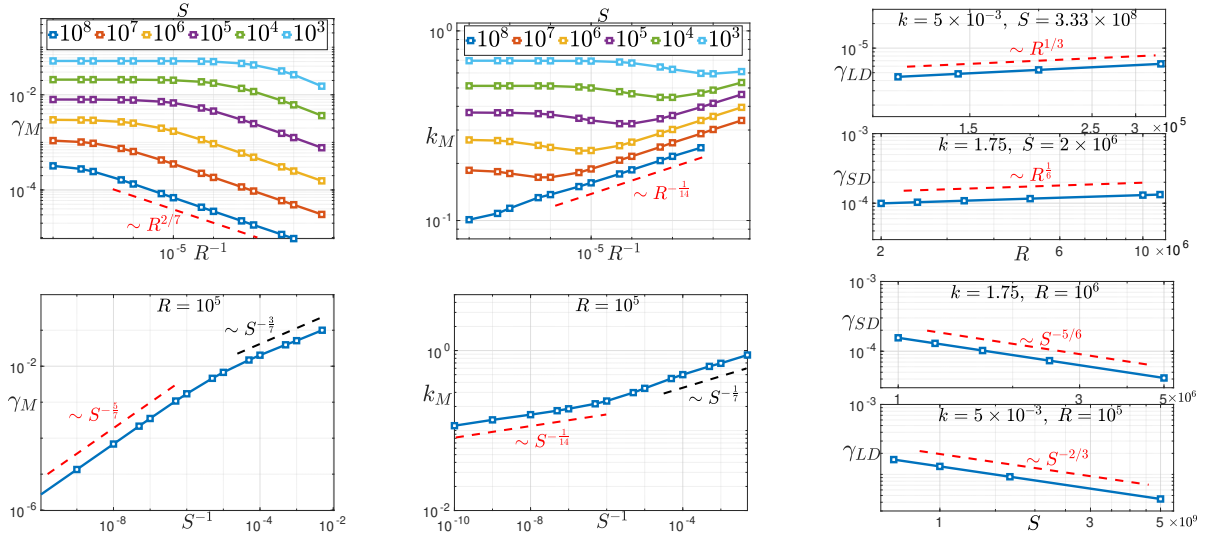 S
10^8 10^7 10^6 10^5 10^4 10^3
γ_M
10^-2
10^-4
∼ R^{2/7}
10^-5
R^{-1}
S
10^8 10^7 10^6 10^5 10^4 10^3
10^0
k_M
10^-1
∼ R^{-1/14}
10^-5
R^{-1}
k = 5 × 10^{-3}, S = 3.33 × 10^8
10^-5
γ_LD
∼ R^{1/3}
1.5 2.5 3 ×10^5
10^-3
k = 1.75, S = 2 × 10^6
γ_SD
∼ R^{1/6}
10^-4
2 5 10 ×10^6
R
R = 10^5
∼ S^{-3/7}
10^-2
γ_M
∼ S^{-5/7}
10^-6
10^-8 10^-4 10^-2
S^{-1}
R = 10^5
10^0
k_M
∼ S^{-1/7}
∼ S^{-1/14}
10^-2
10^-10 10^-8 10^-4
S^{-1}
10^-3
k = 1.75, R = 10^6
γ_SD
∼ S^{-5/6}
10^-4
1 5 ×10^6
10^-3
k = 5 × 10^{-3}, R = 10^5
γ_LD
∼ S^{-2/3}
1 3 5 ×10^9
S